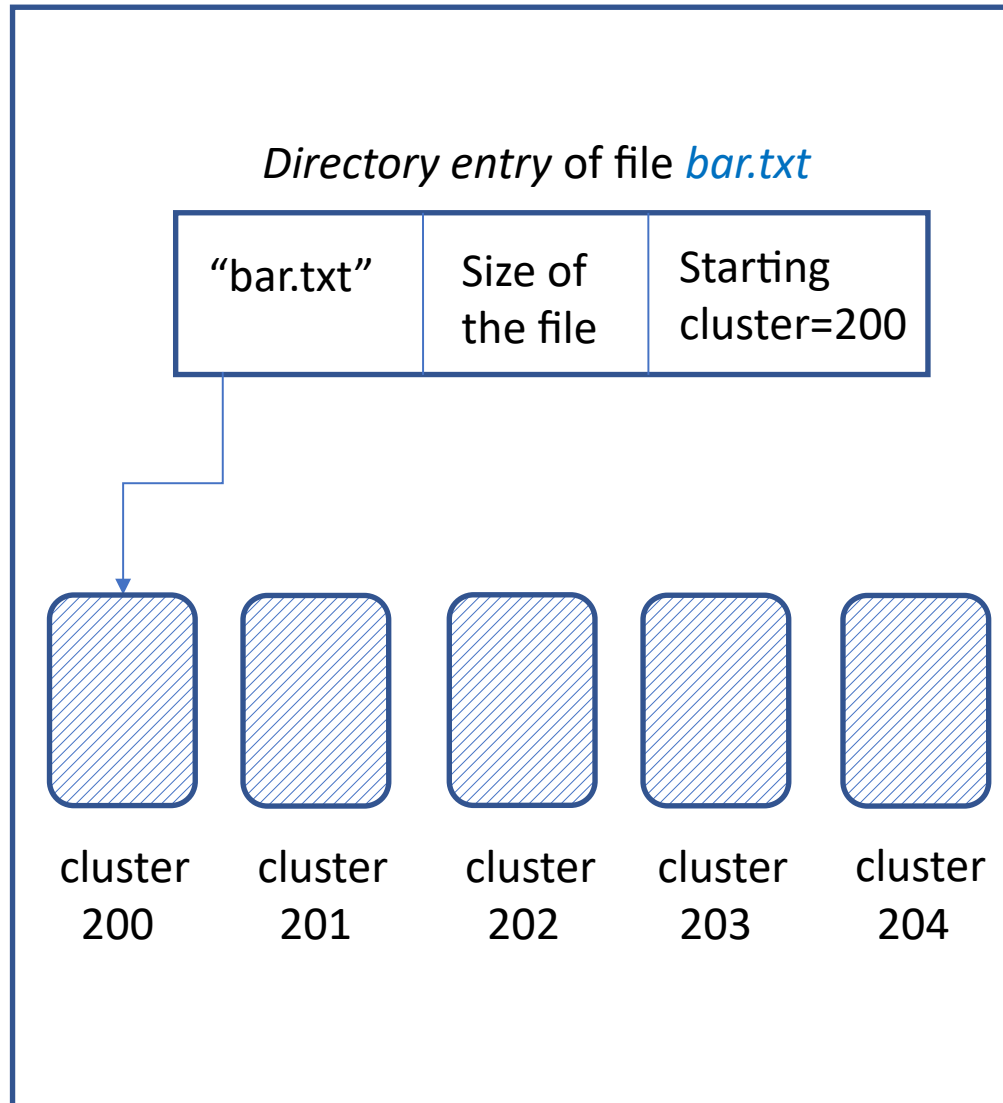 Directory entry of file bar.txt
“bar.txt”
Size of
the file
Starting
cluster=200
cluster
200
cluster
201
cluster
202
cluster
203
cluster
204